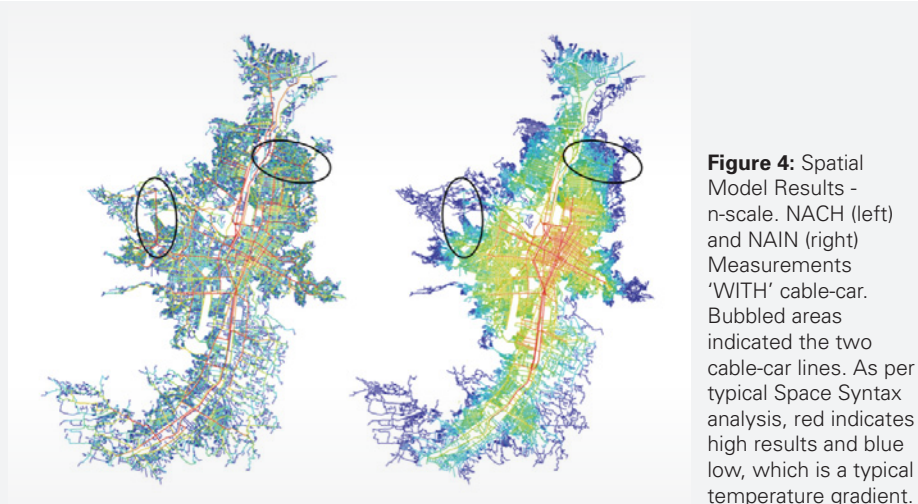 Figure 4: Spatial
Model Results -
n-scale. NACH (left)
and NAIN (right)
Measurements
‘WITH’ cable-car.
Bubbled areas
indicated the two
cable-car lines. As per
typical Space Syntax
analysis, red indicates
high results and blue
low, which is a typical
temperature gradient.